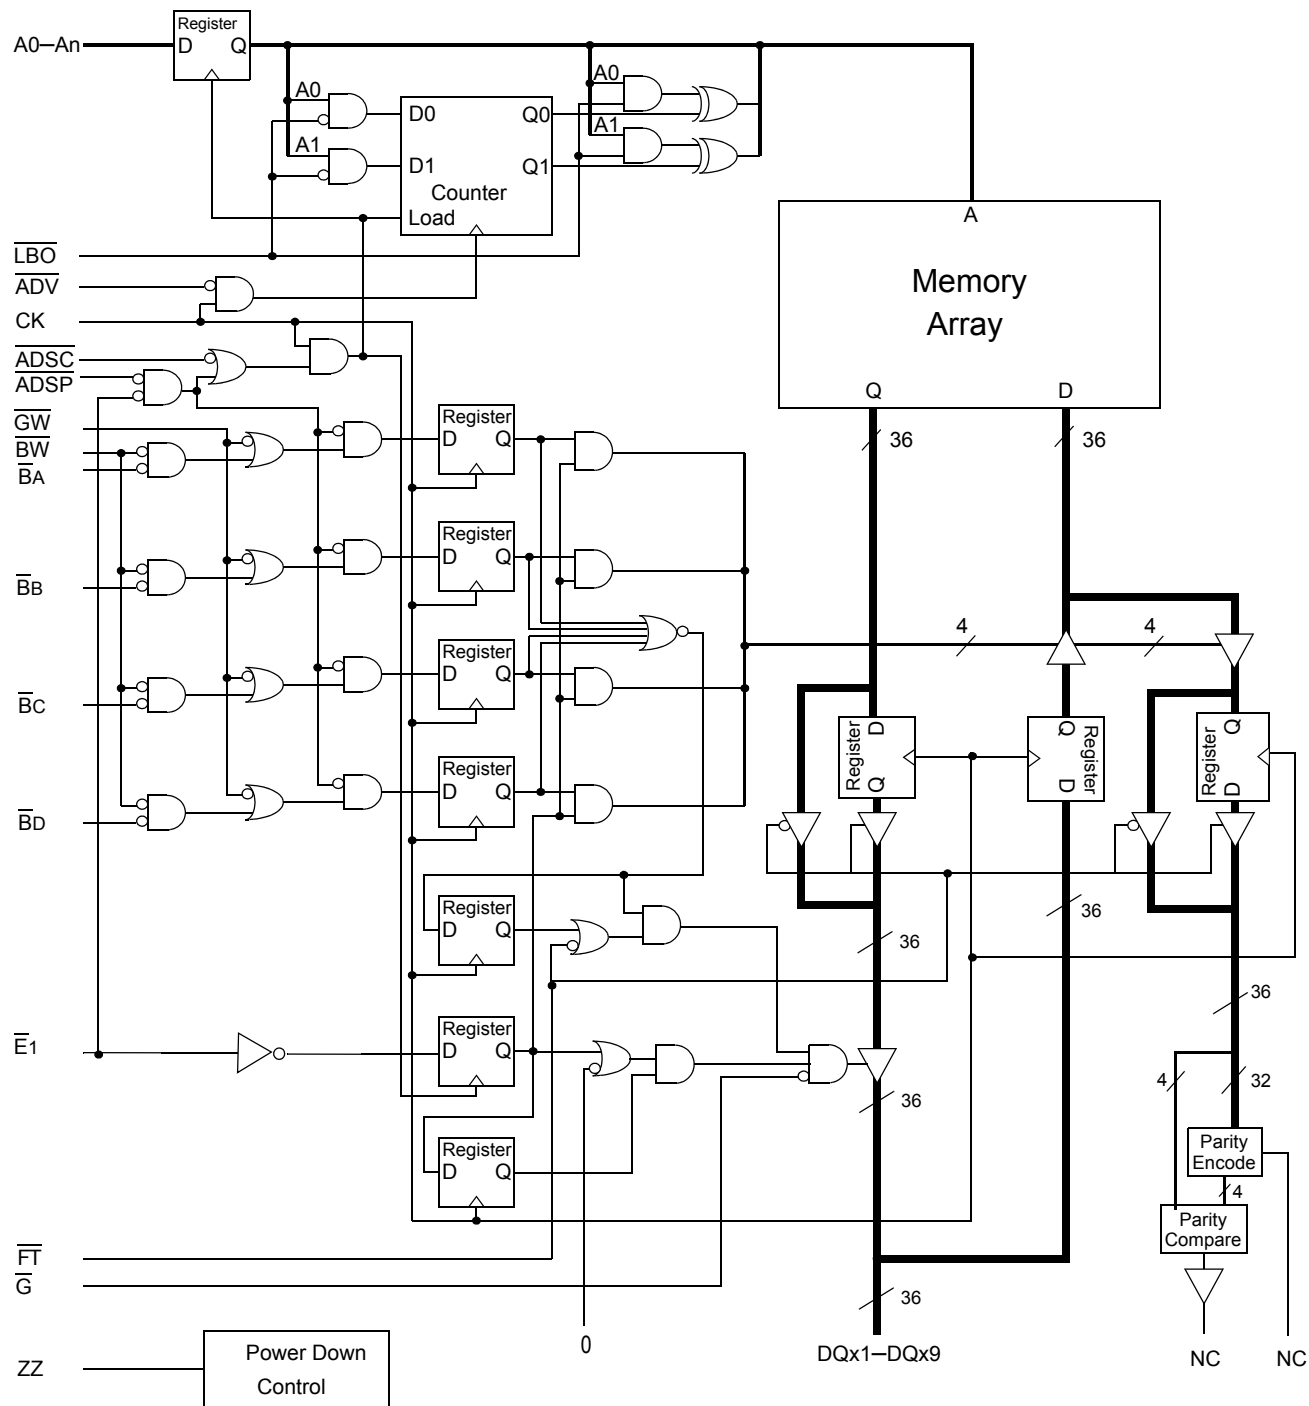 Register
A0–An
D Q
A0
A0
D0
Q0
A1
A1
D1
Q1
Counter
Load
A
LBO
ADV
Memory
Array
CK
ADSC
ADSP
Q
D
GW
Register
D Q
36
36
BW
BA
Register
D Q
BB
4
4
Register
D Q
BC
D
Q
Register
Q
D
Register
Q
D
Register
Register
D Q
BD
Register
D Q
36
36
36
Register
D Q
E1
4
32
36
Register
D Q
Parity
Encode
4
Parity
Compare
FT
G
36
0
Power Down
Control
ZZ
DQx1–DQx9
NC
NC